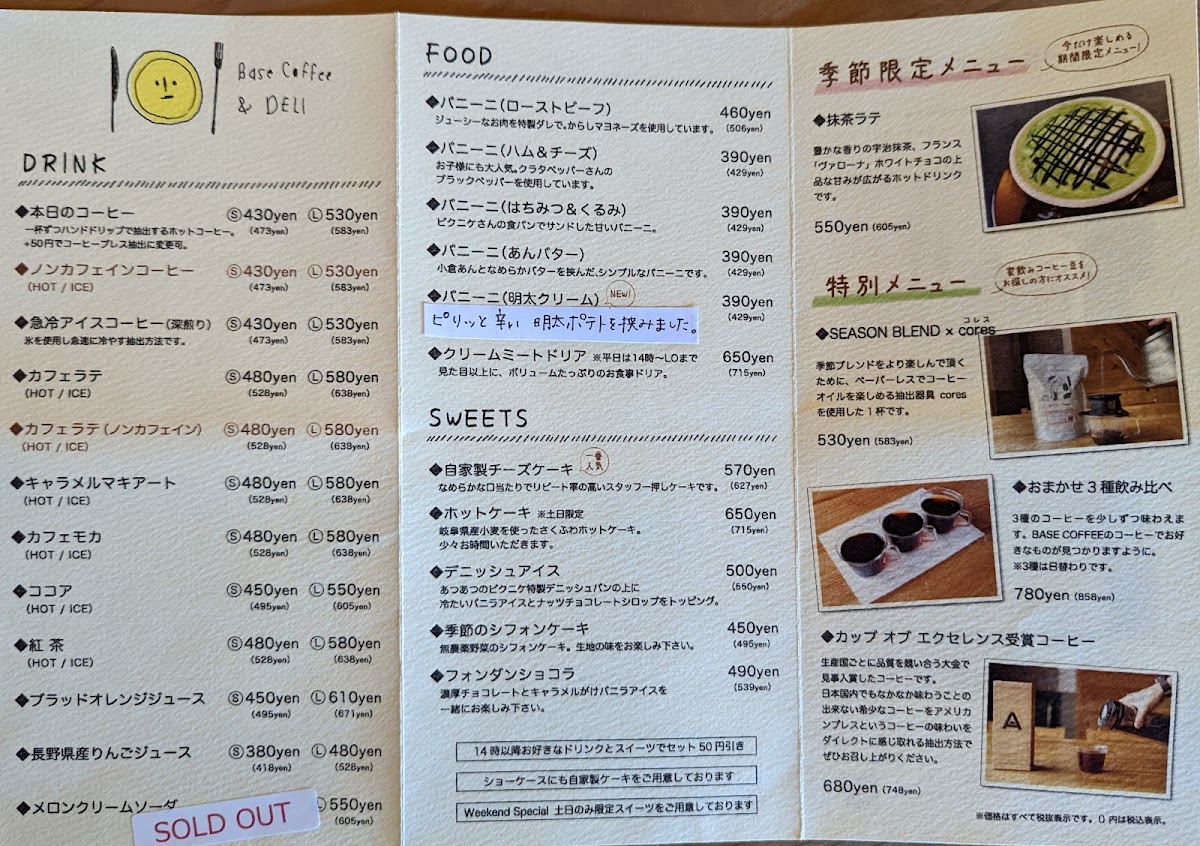 Base Coffee
& DELI
DRINK
◆本日のコーヒー Ⓢ430yen Ⓛ530yen
一杯ずつハンドドリップで抽出するホットコーヒー。 (473yen) (583yen)
+50円でコーヒープレス抽出に変更可。
◆ノンカフェインコーヒー Ⓢ430yen Ⓛ530yen
(HOT / ICE) (473yen) (583yen)
◆急冷アイスコーヒー(深煎り) Ⓢ430yen Ⓛ530yen
氷を使用し急速に冷やす抽出方法です。 (473yen) (583yen)
◆カフェラテ Ⓢ480yen Ⓛ580yen
(HOT / ICE) (528yen) (638yen)
◆カフェラテ(ノンカフェイン) Ⓢ480yen Ⓛ580yen
(HOT / ICE) (528yen) (638yen)
◆キャラメルマキアート Ⓢ480yen Ⓛ580yen
(HOT / ICE) (528yen) (638yen)
◆カフェモカ Ⓢ480yen Ⓛ580yen
(HOT / ICE) (528yen) (638yen)
◆ココア Ⓢ450yen Ⓛ550yen
(HOT / ICE) (495yen) (605yen)
◆紅茶 Ⓢ480yen Ⓛ580yen
(HOT / ICE) (528yen) (638yen)
◆ブラッドオレンジジュース Ⓢ450yen Ⓛ610yen
(495yen) (671yen)
◆長野県産りんごジュース Ⓢ380yen Ⓛ480yen
(418yen) (528yen)
◆メロンクリームソーダ Ⓛ550yen
SOLD OUT (605yen)
FOOD
◆パニーニ(ローストビーフ) 460yen
ジューシーなお肉を特製ダレで。からしマヨネーズを使用しています。 (506yen)
◆パニーニ(ハム&チーズ) 390yen
お子様にも大人気。クラタペッパーさんの (429yen)
ブラックペッパーを使用しています。
◆パニーニ(はちみつ&くるみ) 390yen
ピクニケさんの食パンでサンドした甘いパニーニ。 (429yen)
◆パニーニ(あんバター) 390yen
小倉あんとなめらかバターを挟んだ、シンプルなパニーニです。 (429yen)
◆パニーニ(明太クリーム) NEW! 390yen
ピリッと辛い 明太ポテトを挟みました。 (429yen)
◆クリームミートドリア ※平日は14時〜LOまで 650yen
見た目以上に、ボリュームたっぷりのお食事ドリア。 (715yen)
SWEETS
◆自家製チーズケーキ 一番人気 570yen
なめらかな口当たりでリピート率の高いスタッフ一押しケーキです。 (627yen)
◆ホットケーキ ※土日限定 650yen
岐阜県産小麦を使ったさくふわホットケーキ。 (715yen)
少々お時間いただきます。
◆デニッシュアイス 500yen
あつあつのピクニケ特製デニッシュパンの上に (550yen)
冷たいバニラアイスとナッツチョコレートシロップをトッピング。
◆季節のシフォンケーキ 450yen
無農薬野菜のシフォンケーキ。生地の味をお楽しみ下さい。 (495yen)
◆フォンダンショコラ 490yen
濃厚チョコレートとキャラメルがけバニラアイスを (539yen)
一緒にお楽しみ下さい。
14時以降お好きなドリンクとスイーツでセット50円引き
ショーケースにも自家製ケーキをご用意しております
Weekend Special 土日のみ限定スイーツをご用意しております
季節限定メニュー
今だけ楽しめる
期間限定メニュー!
◆抹茶ラテ
豊かな香りの宇治抹茶、フランス
「ヴァローナ」ホワイトチョコの上
品な甘みが広がるホットドリンク
です。
550yen (605yen)
特別メニュー
家飲みコーヒー豆を
お探しの方にオススメ!
コレス
◆SEASON BLEND × cores
季節ブレンドをより楽しんで頂く
ために、ペーパーレスでコーヒー
オイルを楽しめる抽出器具 cores
を使用した1杯です。
530yen (583yen)
◆おまかせ3種飲み比べ
3種のコーヒーを少しずつ味わえま
す。BASE COFFEEのコーヒーでお好
きなものが見つかりますように。
※3種は日替わりです。
780yen (858yen)
◆カップ オブ エクセレンス受賞コーヒー
生産国ごとに品質を競い合う大会で
見事入賞したコーヒーです。
日本国内でもなかなか味わうことの
出来ない希少なコーヒーをアメリカ
ンプレスというコーヒーの味わいを
ダイレクトに感じ取れる抽出方法で
ぜひお召し上がりください。
680yen (748yen)
A
※価格はすべて税抜表示です。()内は税込表示。